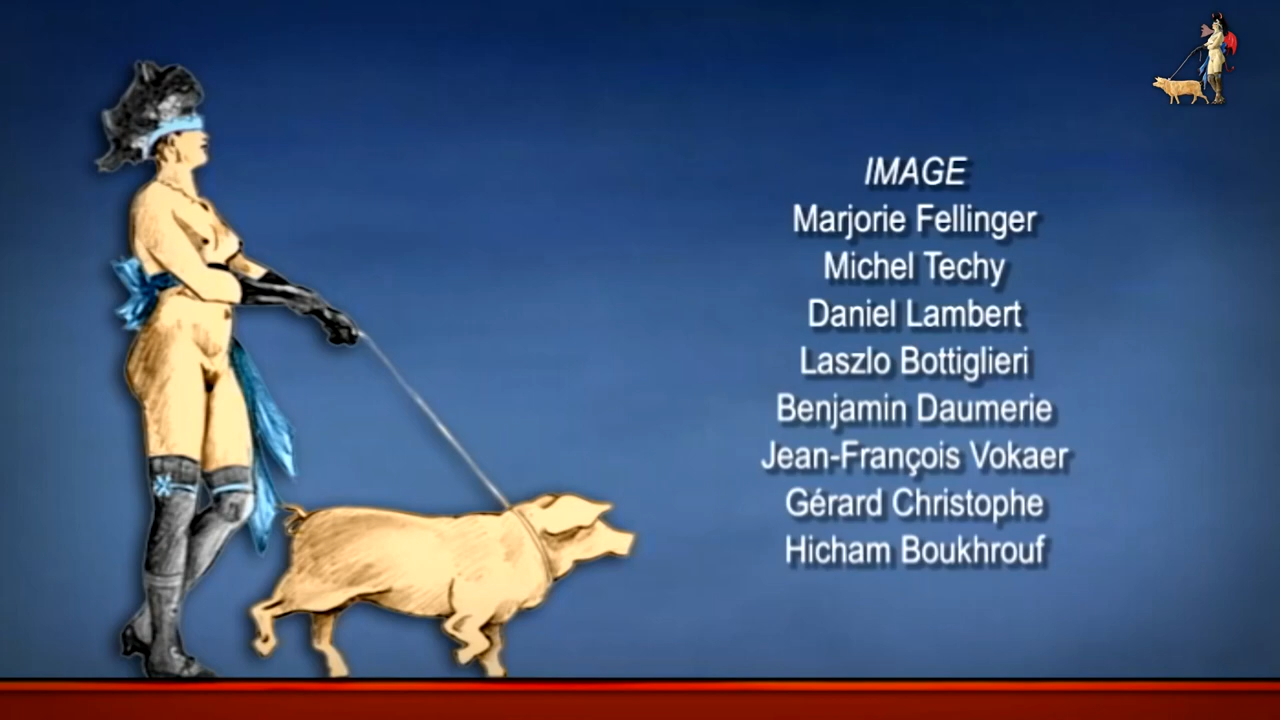 IMAGE
Marjorie Fellinger
Michel Techy
Daniel Lambert
Laszlo Bottiglieri
Benjamin Daumerie
Jean-François Vokaer
Gérard Christophe
Hicham Boukhrouf